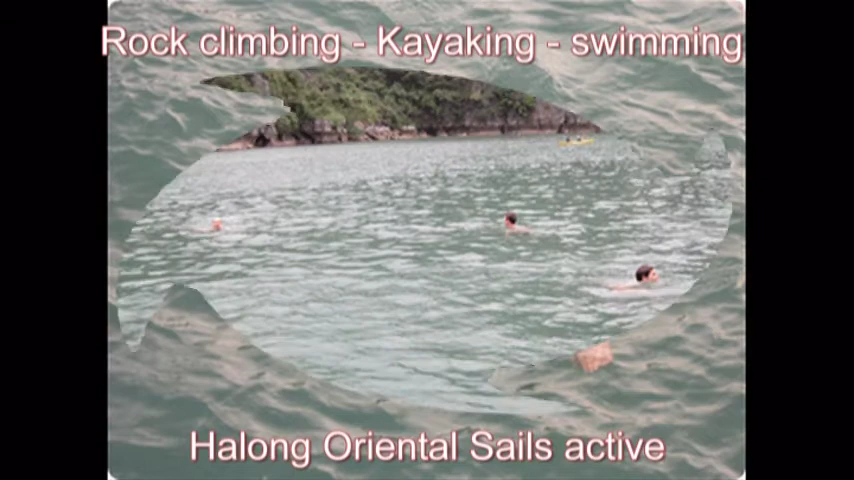 Rock climbing - Kayaking - swimming
Halong Oriental Sails active